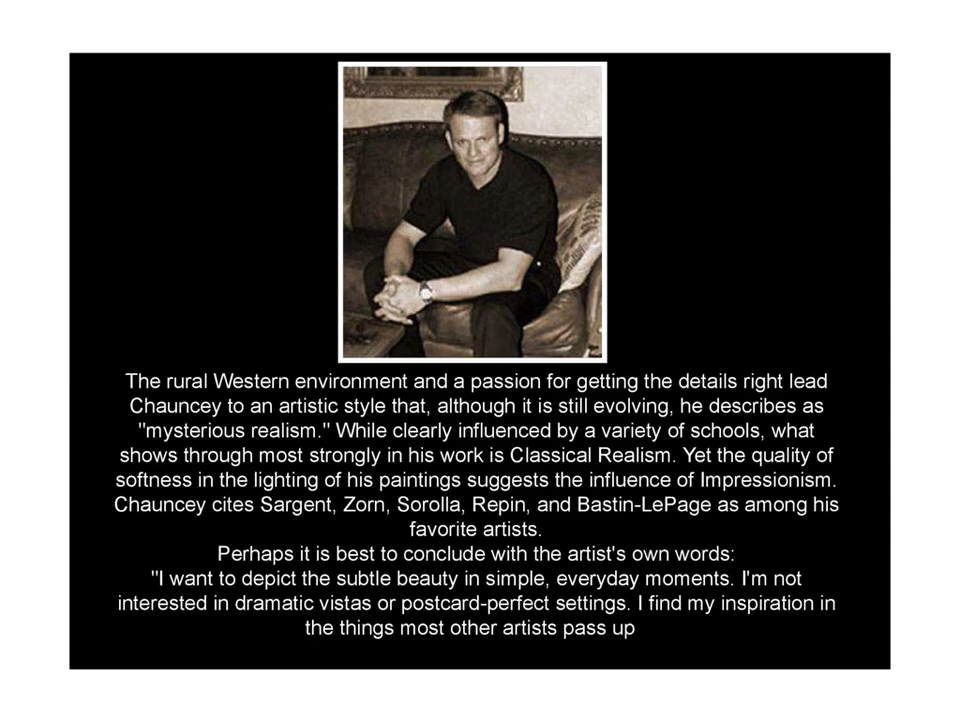 The rural Western environment and a passion for getting the details right lead
Chauncey to an artistic style that, although it is still evolving, he describes as
"mysterious realism." While clearly influenced by a variety of schools, what
shows through most strongly in his work is Classical Realism. Yet the quality of
softness in the lighting of his paintings suggests the influence of Impressionism.
Chauncey cites Sargent, Zorn, Sorolla, Repin, and Bastin-LePage as among his
favorite artists.
Perhaps it is best to conclude with the artist's own words:
"I want to depict the subtle beauty in simple, everyday moments. I'm not
interested in dramatic vistas or postcard-perfect settings. I find my inspiration in
the things most other artists pass up